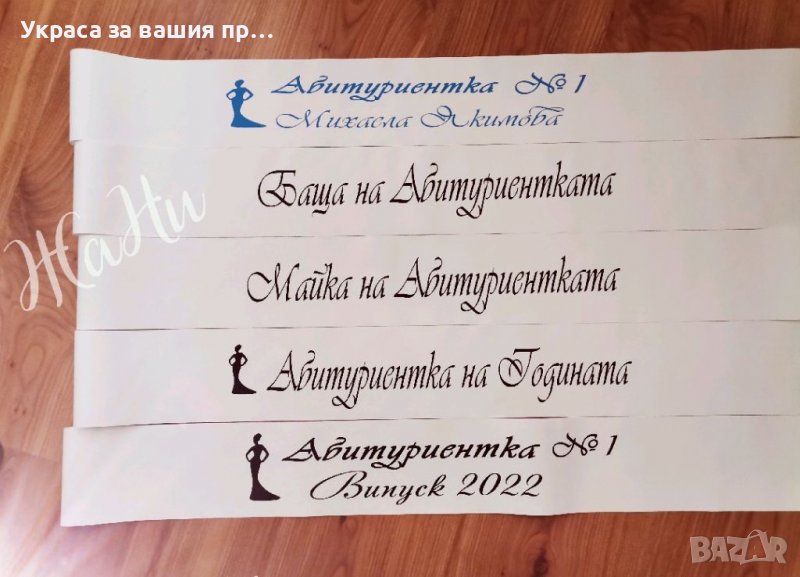 Украса за вашия пр...
Абитуриентка № 1
Михаела Якимова
Баща на Абитуриентката
ЖаНи
Майка на Абитуриентката
Абитуриентка на Годината
Абитуриентка № 1
Випуск 2022
BAZAR